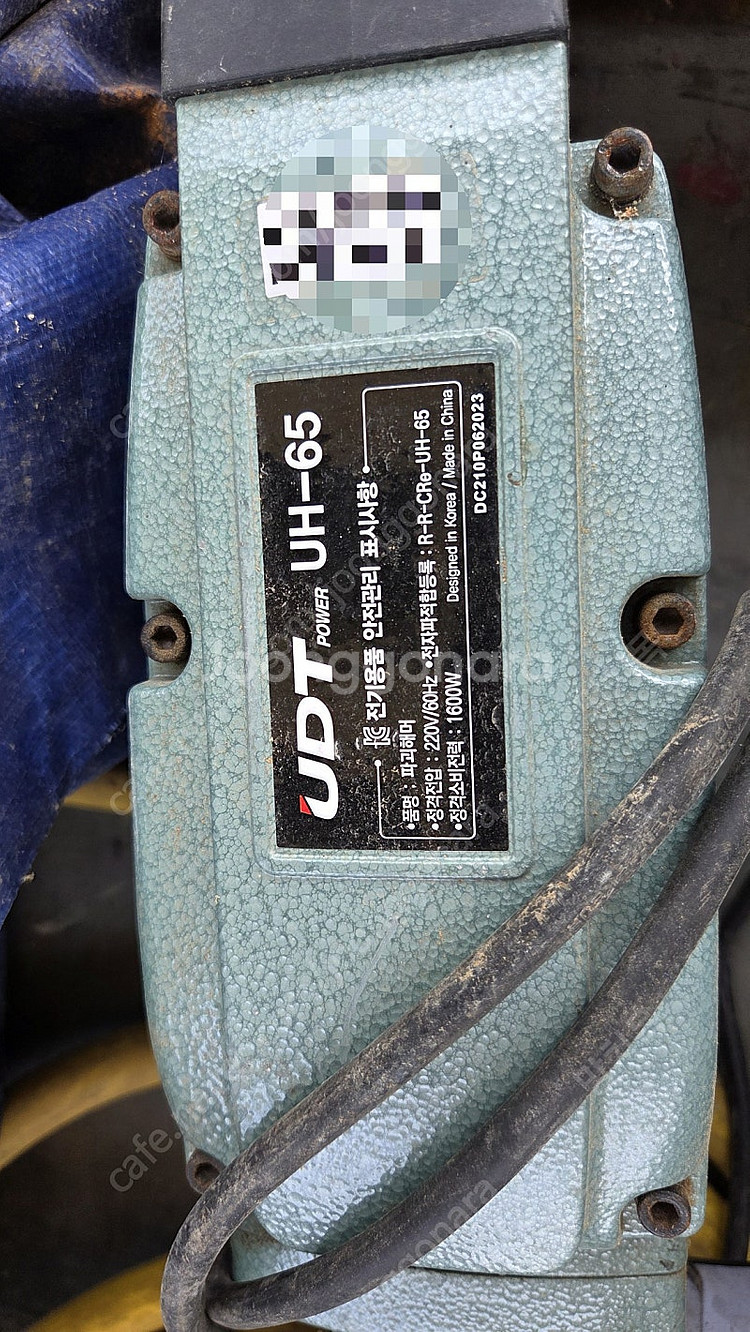 UDT POWER UH-65
전기용품 안전관리 표시사항
•품명 : 파괴해머
•정격전압 : 220V/60Hz •전자파적합등록 : R-R-CRe-UH-65
•정격소비전력 : 1600W
Designed in Korea / Made in China
DC210P062023
joonggonara